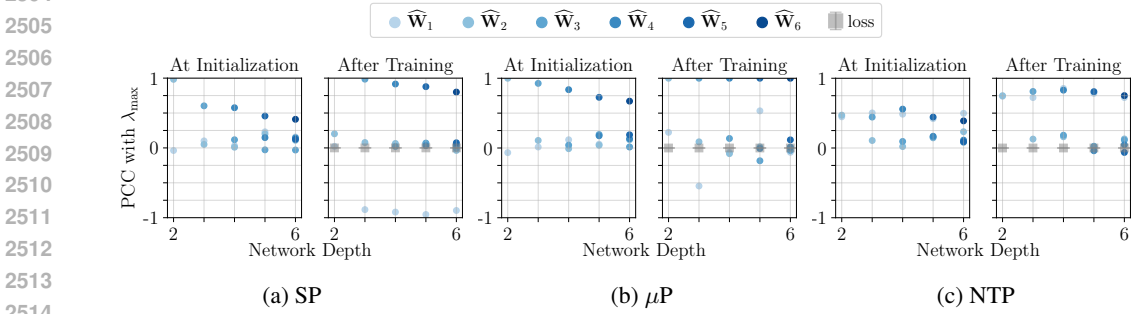 2505
2506
2507
2508
2509
2510
2511
2512
2513
Ŵ₁ Ŵ₂ Ŵ₃ Ŵ₄ Ŵ₅ Ŵ₆ loss
At Initialization After Training At Initialization After Training At Initialization After Training
PCC with λmax
1 1 1
0 0 0
-1 -1 -1
2 6 2 6 2 6 2 6 2 6 2 6
Network Depth Network Depth Network Depth
(a) SP (b) μP (c) NTP